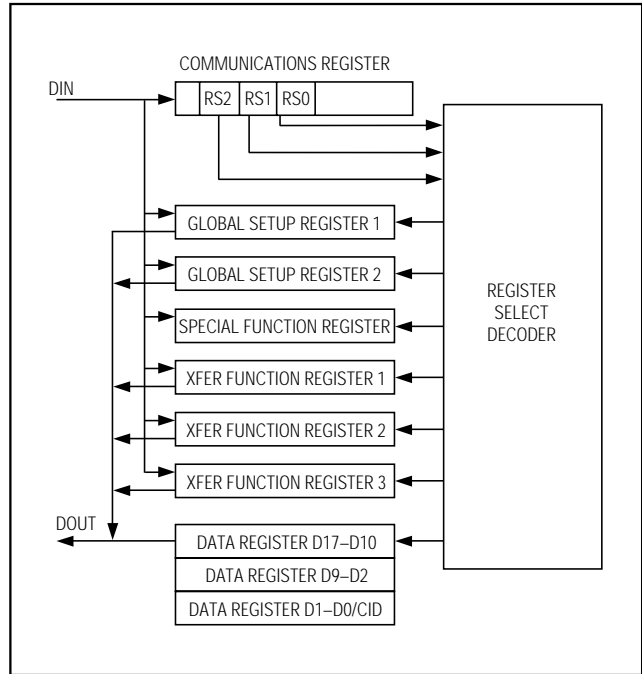 COMMUNICATIONS REGISTER
DIN
RS2 RS1 RS0
GLOBAL SETUP REGISTER 1
GLOBAL SETUP REGISTER 2
SPECIAL FUNCTION REGISTER
XFER FUNCTION REGISTER 1
XFER FUNCTION REGISTER 2
XFER FUNCTION REGISTER 3
DOUT
DATA REGISTER D17–D10
DATA REGISTER D9–D2
DATA REGISTER D1–D0/CID
REGISTER
SELECT
DECODER